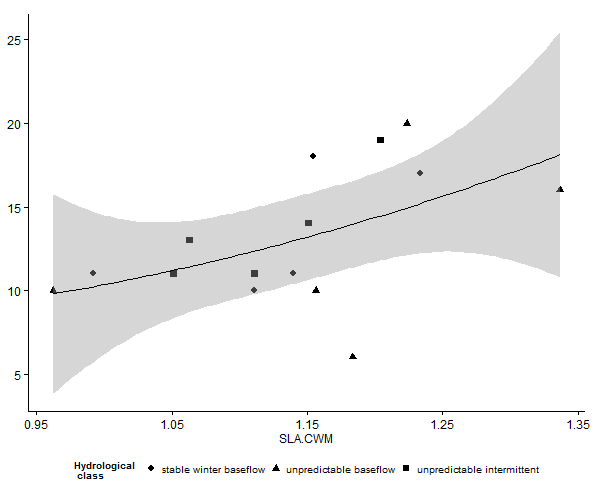 25
20
15
10
5
0.95 1.05 1.15 1.25 1.35
SLA.CWM
Hydrological class
stable winter baseflow unpredictable baseflow unpredictable intermittent